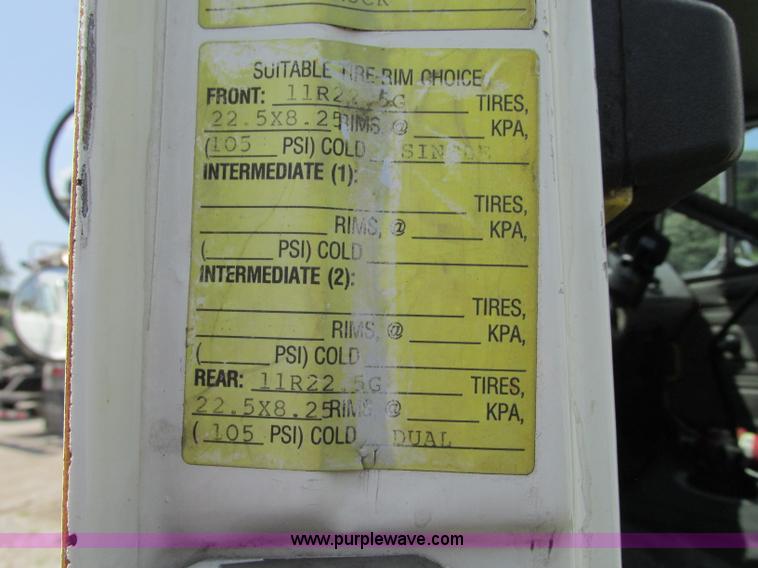 SUITABLE TIRE-RIM CHOICE
FRONT: 11R22.5G TIRES,
22.5X8.25 RIMS @ KPA,
(105 PSI) COLD SINGLE
INTERMEDIATE (1):
TIRES,
RIMS, @ KPA,
( PSI) COLD
INTERMEDIATE (2):
TIRES,
RIMS, @ KPA,
( PSI) COLD
REAR: 11R22.5G TIRES,
22.5X8.25 RIMS, @ KPA,
(105 PSI) COLD DUAL
www.purplewave.com